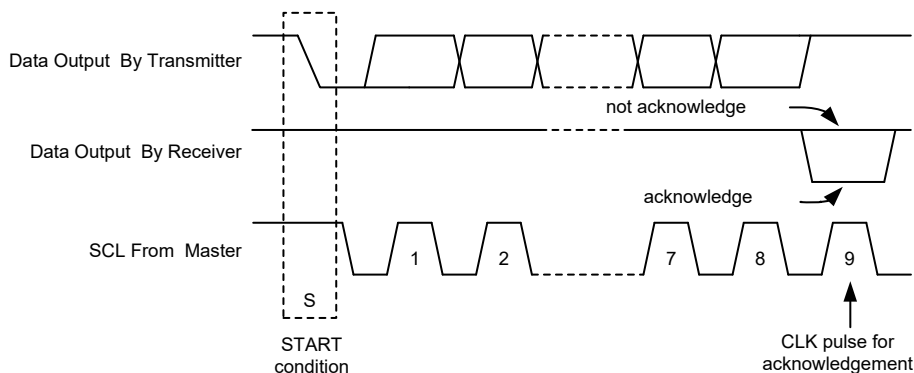 Data Output By Transmitter
not acknowledge
Data Output By Receiver
acknowledge
SCL From Master
1
2
7
8
9
S
START
condition
CLK pulse for
acknowledgement